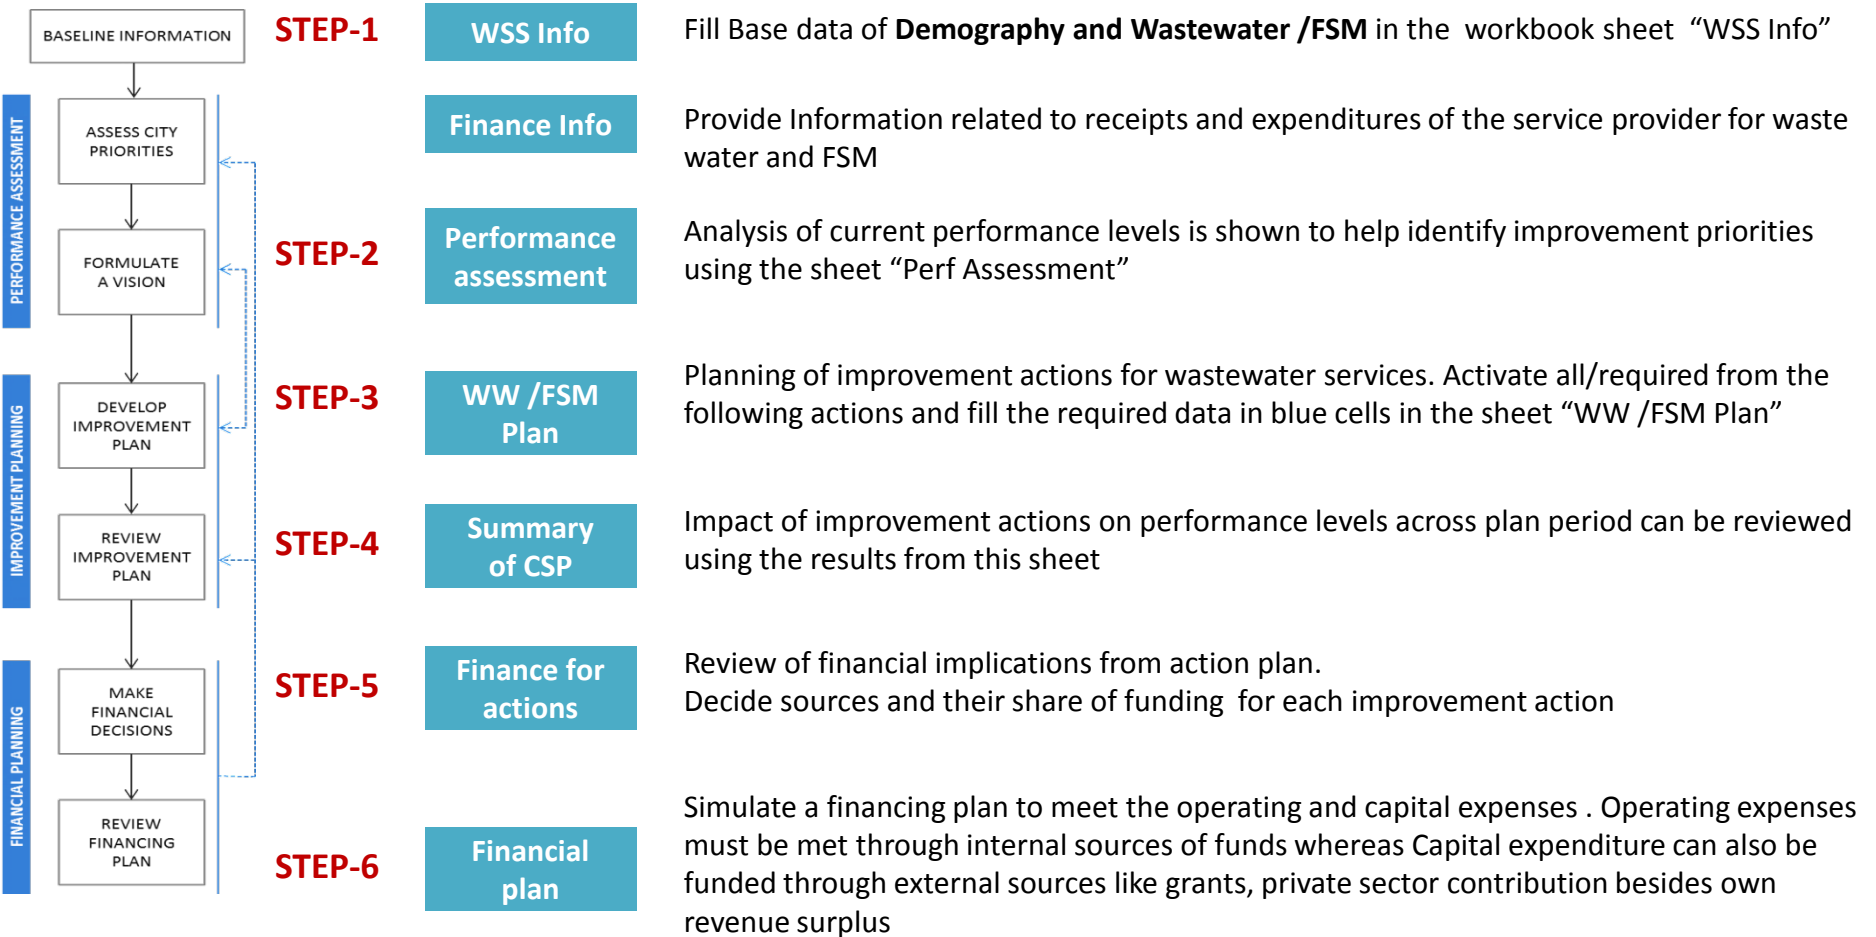 BASELINE INFORMATION
PERFORMANCE ASSESSMENT
ASSESS CITY
PRIORITIES
FORMULATE
A VISION
IMPROVEMENT PLANNING
DEVELOP
IMPROVEMENT
PLAN
REVIEW
IMPROVEMENT
PLAN
FINANCIAL PLANNING
MAKE
FINANCIAL
DECISIONS
REVIEW
FINANCING
PLAN
STEP-1
WSS Info
Fill Base data of Demography and Wastewater /FSM in the workbook sheet “WSS Info”
Finance Info
Provide Information related to receipts and expenditures of the service provider for waste
water and FSM
STEP-2
Performance
assessment
Analysis of current performance levels is shown to help identify improvement priorities
using the sheet “Perf Assessment”
STEP-3
WW /FSM
Plan
Planning of improvement actions for wastewater services. Activate all/required from the
following actions and fill the required data in blue cells in the sheet “WW /FSM Plan”
STEP-4
Summary
of CSP
Impact of improvement actions on performance levels across plan period can be reviewed
using the results from this sheet
STEP-5
Finance for
actions
Review of financial implications from action plan.
Decide sources and their share of funding for each improvement action
STEP-6
Financial
plan
Simulate a financing plan to meet the operating and capital expenses . Operating expenses
must be met through internal sources of funds whereas Capital expenditure can also be
funded through external sources like grants, private sector contribution besides own
revenue surplus